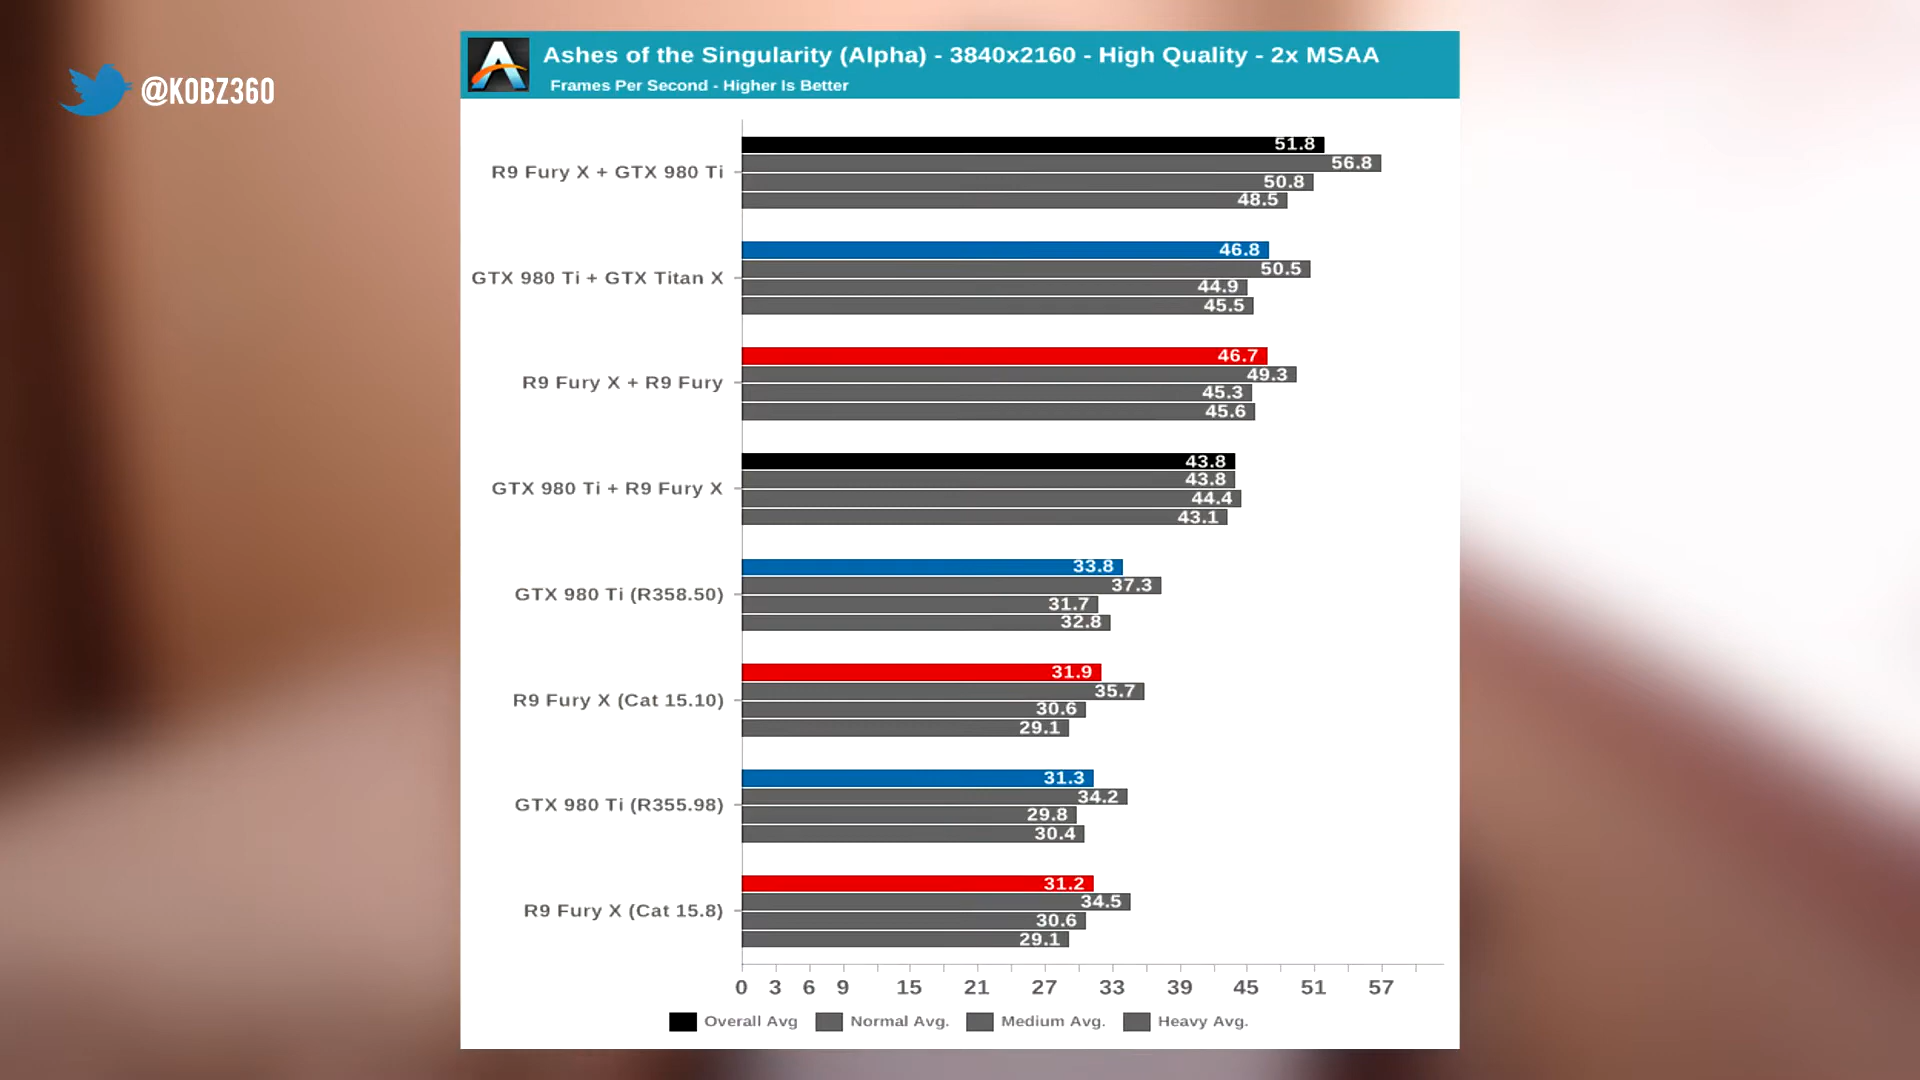 @KOBZ360
Ashes of the Singularity (Alpha) - 3840x2160 - High Quality - 2x MSAA
Frames Per Second - Higher Is Better
R9 Fury X + GTX 980 Ti
51.8
56.8
50.8
48.5
GTX 980 Ti + GTX Titan X
46.8
50.5
44.9
45.5
R9 Fury X + R9 Fury
46.7
49.3
45.3
45.6
GTX 980 Ti + R9 Fury X
43.8
43.8
44.4
43.1
GTX 980 Ti (R358.50)
33.8
37.3
31.7
32.8
R9 Fury X (Cat 15.10)
31.9
35.7
30.6
29.1
GTX 980 Ti (R355.98)
31.3
34.2
29.8
30.4
R9 Fury X (Cat 15.8)
31.2
34.5
30.6
29.1
0 3 6 9 15 21 27 33 39 45 51 57
Overall Avg Normal Avg. Medium Avg. Heavy Avg.